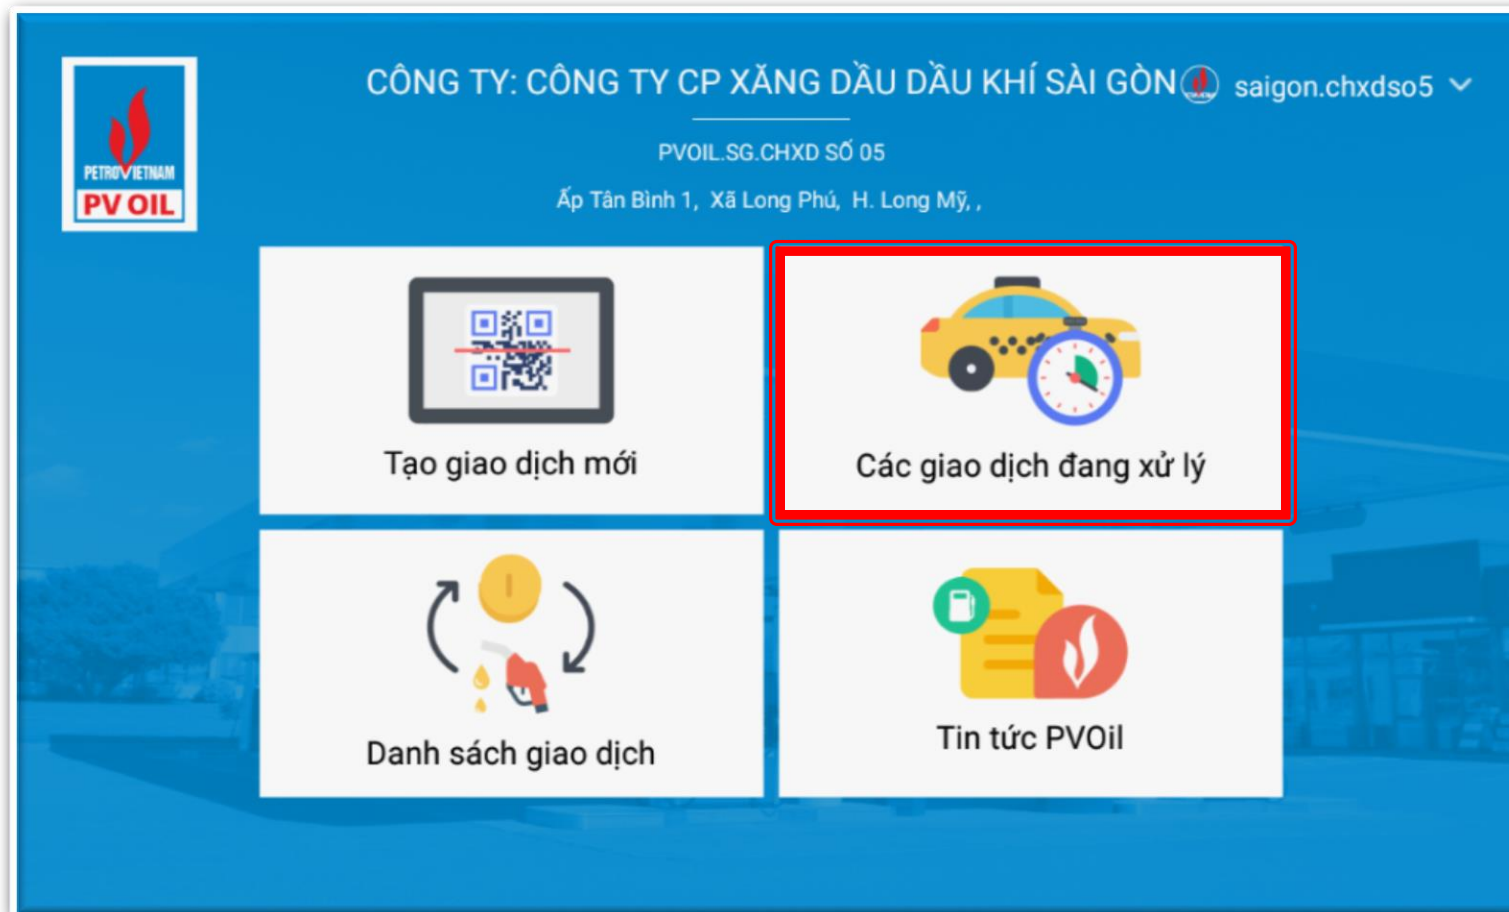 PETROVIETNAM
PV OIL
CÔNG TY: CÔNG TY CP XĂNG DẦU DẦU KHÍ SÀI GÒN
saigon.chxdso5
PVOIL.SG.CHXD SỐ 05
Ấp Tân Bình 1, Xã Long Phú, H. Long Mỹ, ,
Tạo giao dịch mới
Các giao dịch đang xử lý
Danh sách giao dịch
Tin tức PVOil